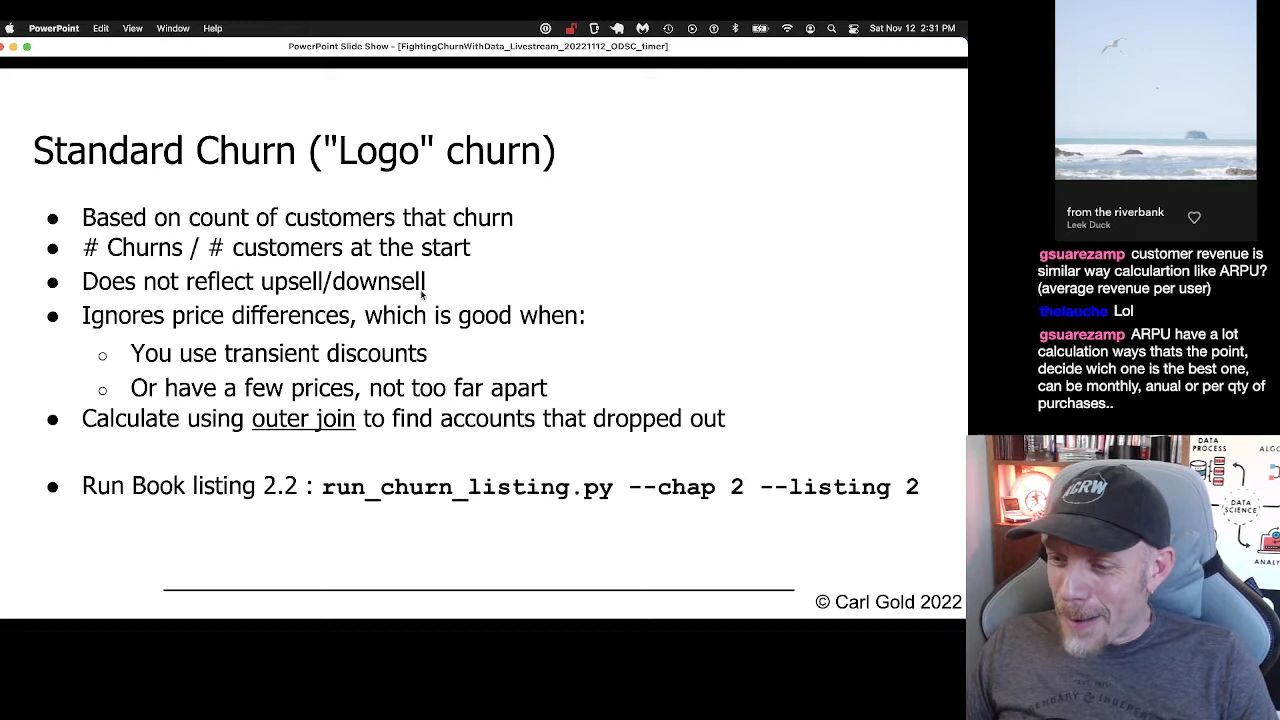 PowerPoint Edit View Window Help
Sat Nov 12 2:31 PM
PowerPoint Slide Show - [FightingChurnWithData_Livestream_20221112_ODSC_timer]
Standard Churn ("Logo" churn)
● Based on count of customers that churn
● # Churns / # customers at the start
● Does not reflect upsell/downsell
● Ignores price differences, which is good when:
○ You use transient discounts
○ Or have a few prices, not too far apart
● Calculate using outer join to find accounts that dropped out
● Run Book listing 2.2 : run_churn_listing.py --chap 2 --listing 2
© Carl Gold 2022
from the riverbank
Leek Duck
gsuarezamp customer revenue is
similar way calculartion like ARPU?
(average revenue per user)
thelauche Lol
gsuarezamp ARPU have a lot
calculation ways thats the point,
decide wich one is the best one,
can be monthly, anual or per qty of
purchases..
DATA
PROCESS
DATA
SCIENCE